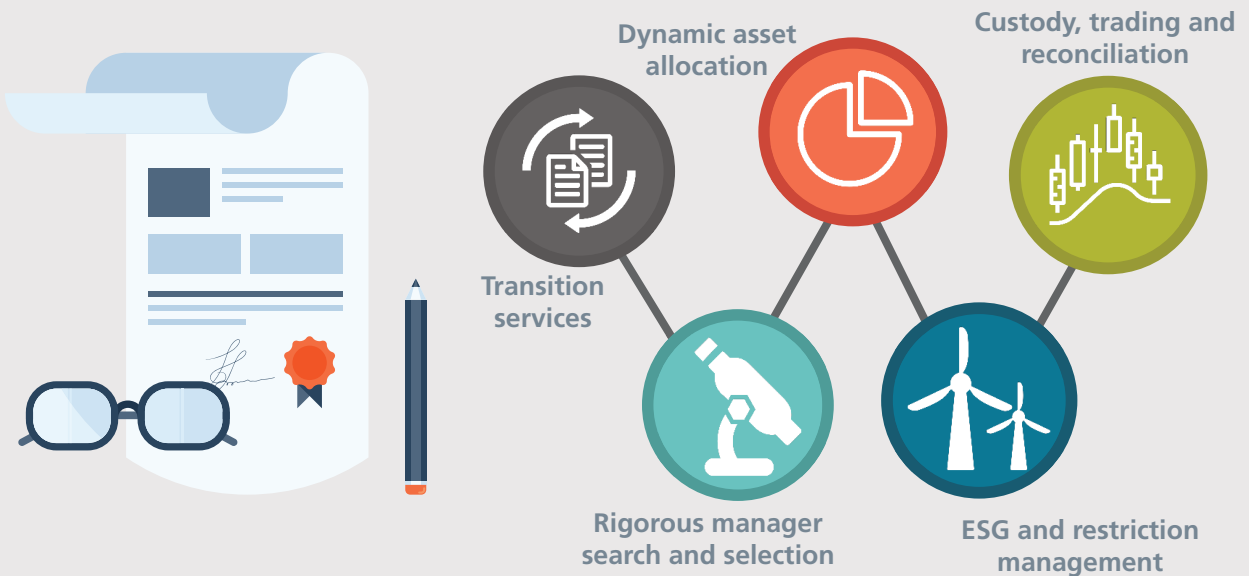 Dynamic asset
allocation
Custody, trading and
reconciliation
Transition
services
Rigorous manager
search and selection
ESG and restriction
management